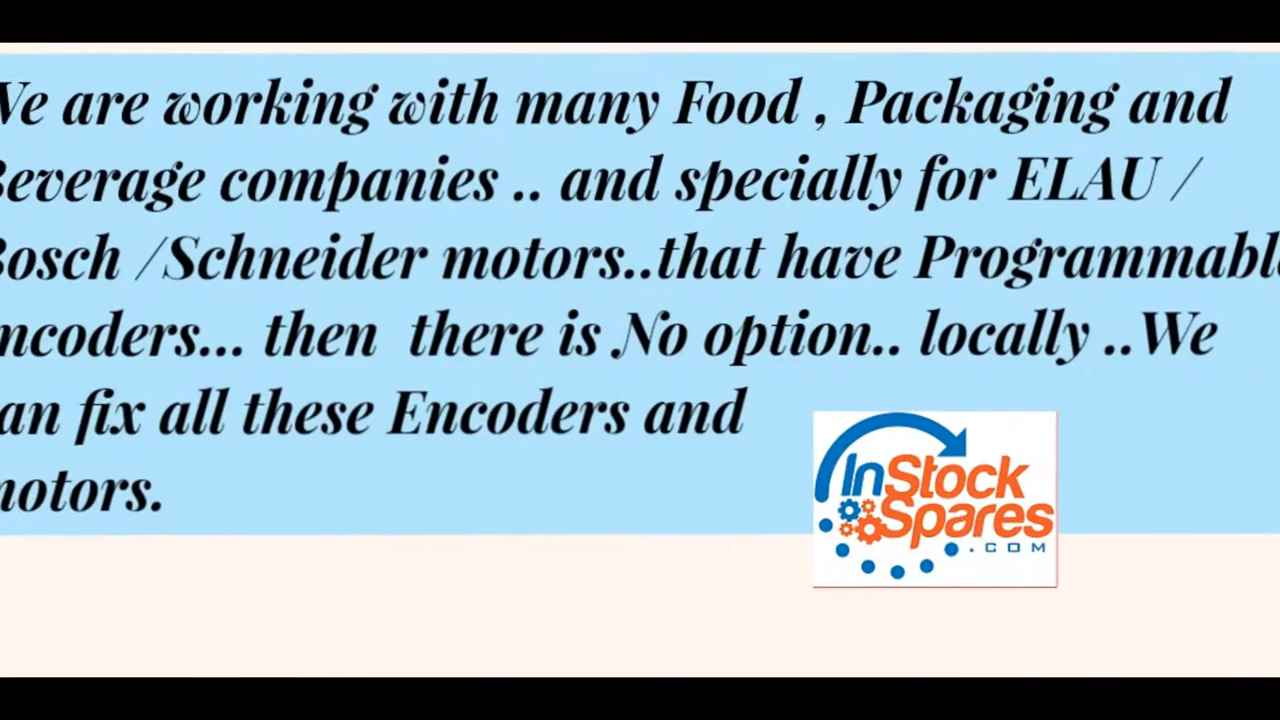 We are working with many Food , Packaging and
Beverage companies .. and specially for ELAU /
Bosch /Schneider motors..that have Programmable
encoders... then there is No option.. locally ..We
can fix all these Encoders and
motors.
InStock
Spares
.COM